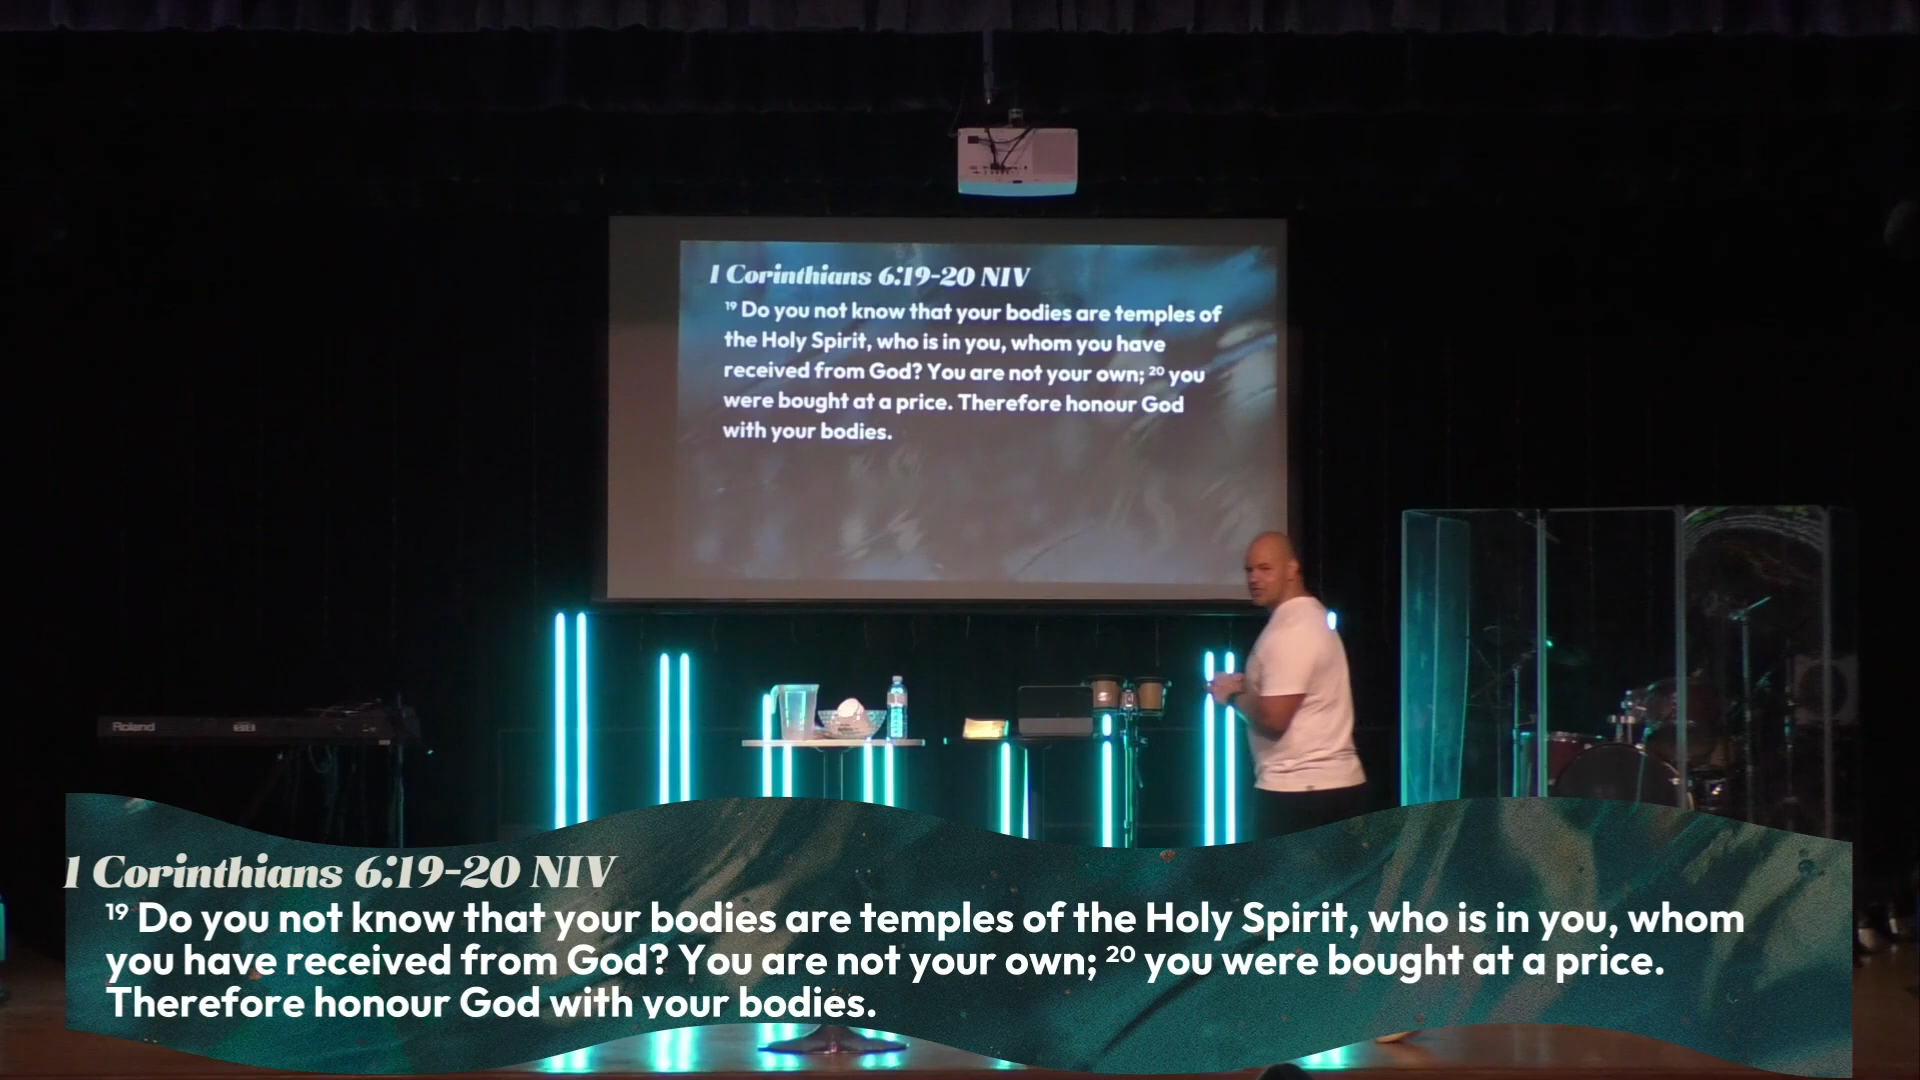 1 Corinthians 6:19-20 NIV
¹⁹ Do you not know that your bodies are temples of
the Holy Spirit, who is in you, whom you have
received from God? You are not your own; ²⁰ you
were bought at a price. Therefore honour God
with your bodies.
Roland
1 Corinthians 6:19-20 NIV
¹⁹ Do you not know that your bodies are temples of the Holy Spirit, who is in you, whom
you have received from God? You are not your own; ²⁰ you were bought at a price.
Therefore honour God with your bodies.